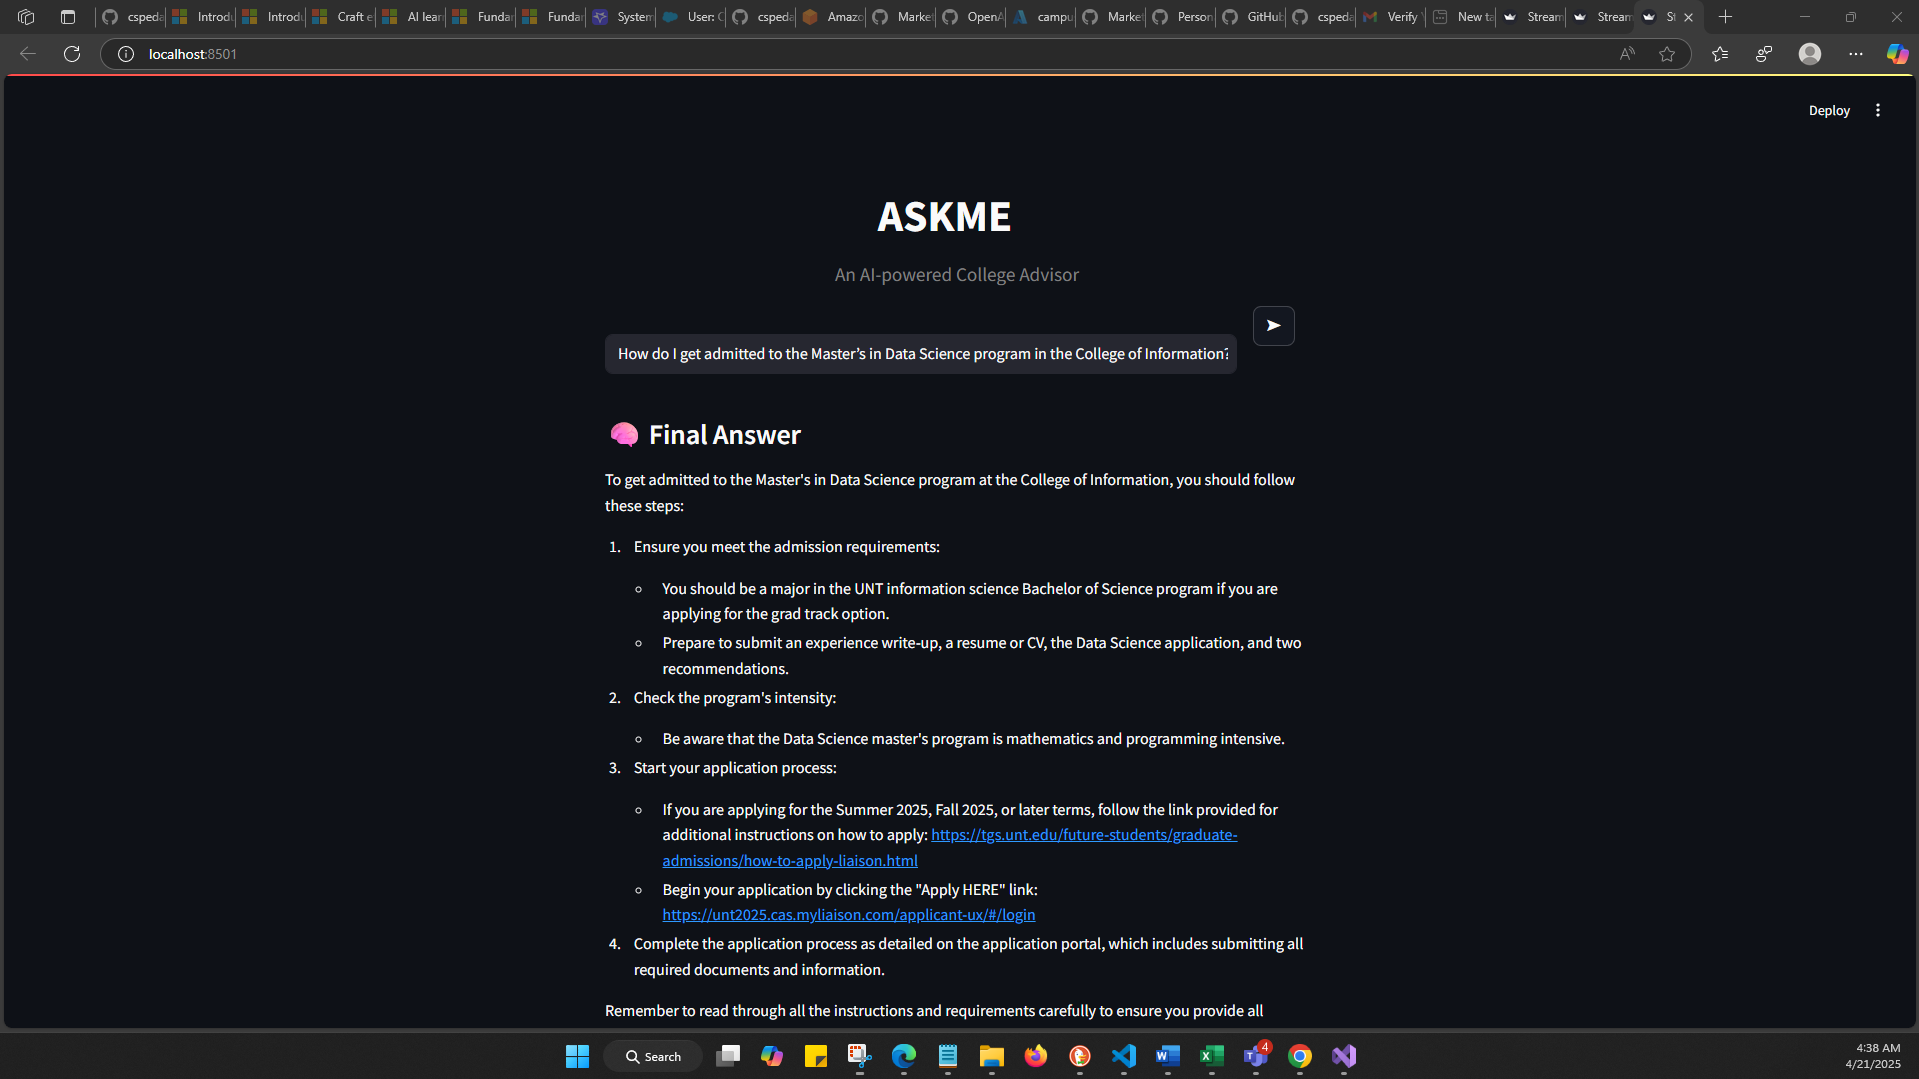 cspeda
Introdu
Introdu
Craft e
AI lear
Fundar
Fundar
System
User: C
cspeda
Amazo
Market
OpenA
campu
Market
Person
GitHub
cspeda
Verify
New ta
Stream
Stream
St
localhost:8501
Deploy
ASKME
An AI-powered College Advisor
How do I get admitted to the Master’s in Data Science program in the College of Information?
➤
🧠 Final Answer
To get admitted to the Master's in Data Science program at the College of Information, you should follow
these steps:
1. Ensure you meet the admission requirements:
You should be a major in the UNT information science Bachelor of Science program if you are
applying for the grad track option.
Prepare to submit an experience write-up, a resume or CV, the Data Science application, and two
recommendations.
2. Check the program's intensity:
Be aware that the Data Science master's program is mathematics and programming intensive.
3. Start your application process:
If you are applying for the Summer 2025, Fall 2025, or later terms, follow the link provided for
additional instructions on how to apply: https://tgs.unt.edu/future-students/graduate-
admissions/how-to-apply-liaison.html
Begin your application by clicking the "Apply HERE" link:
https://unt2025.cas.myliaison.com/applicant-ux/#/login
4. Complete the application process as detailed on the application portal, which includes submitting all
required documents and information.
Remember to read through all the instructions and requirements carefully to ensure you provide all
Search
4
4:38 AM
4/21/2025